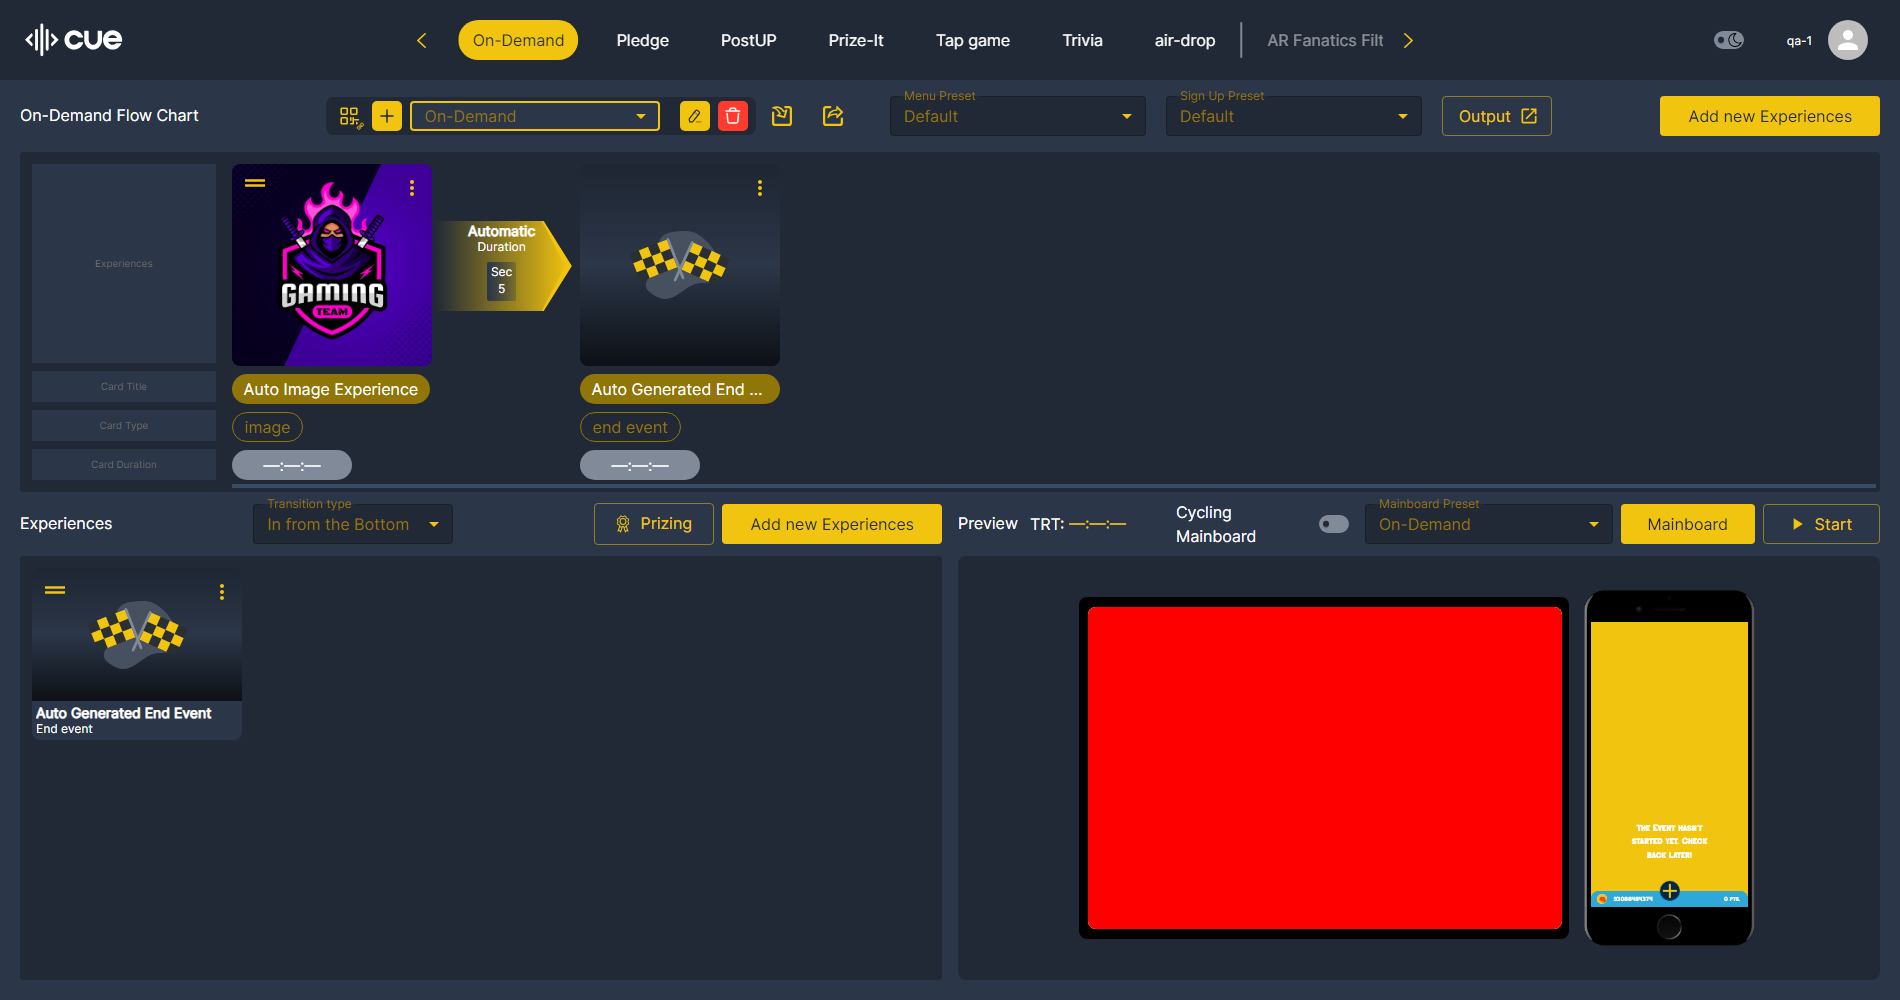 cue
On-Demand
Pledge
PostUP
Prize-It
Tap game
Trivia
air-drop
AR Fanatics Filt
qa-1
On-Demand Flow Chart
On-Demand
Menu Preset
Default
Sign Up Preset
Default
Output
Add new Experiences
Experiences
Card Title
Card Type
Card Duration
GAMING
TEAM
Automatic
Duration
Sec
5
Auto Image Experience
Auto Generated End ...
image
end event
—:—:—
—:—:—
Experiences
Transition type
In from the Bottom
Prizing
Add new Experiences
Preview
TRT: —:—:—
Cycling
Mainboard
Mainboard Preset
On-Demand
Mainboard
Start
Auto Generated End Event
End event
The Event hasn't
started yet. Check
back later!
0 PTS.